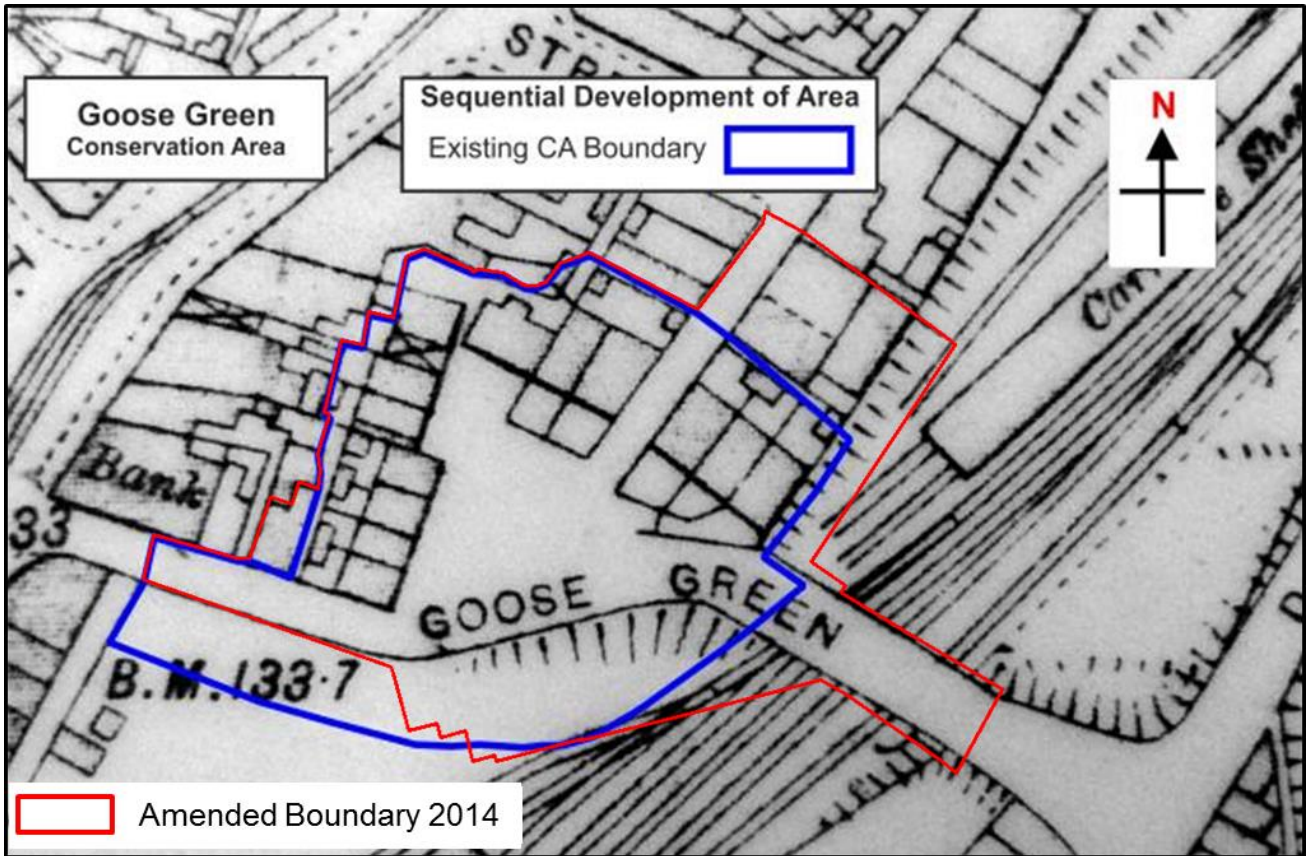 Goose Green
Conservation Area
Sequential Development of Area
Existing CA Boundary
N
Bank
33
GOOSE GREEN
B.M.133·7
Amended Boundary 2014